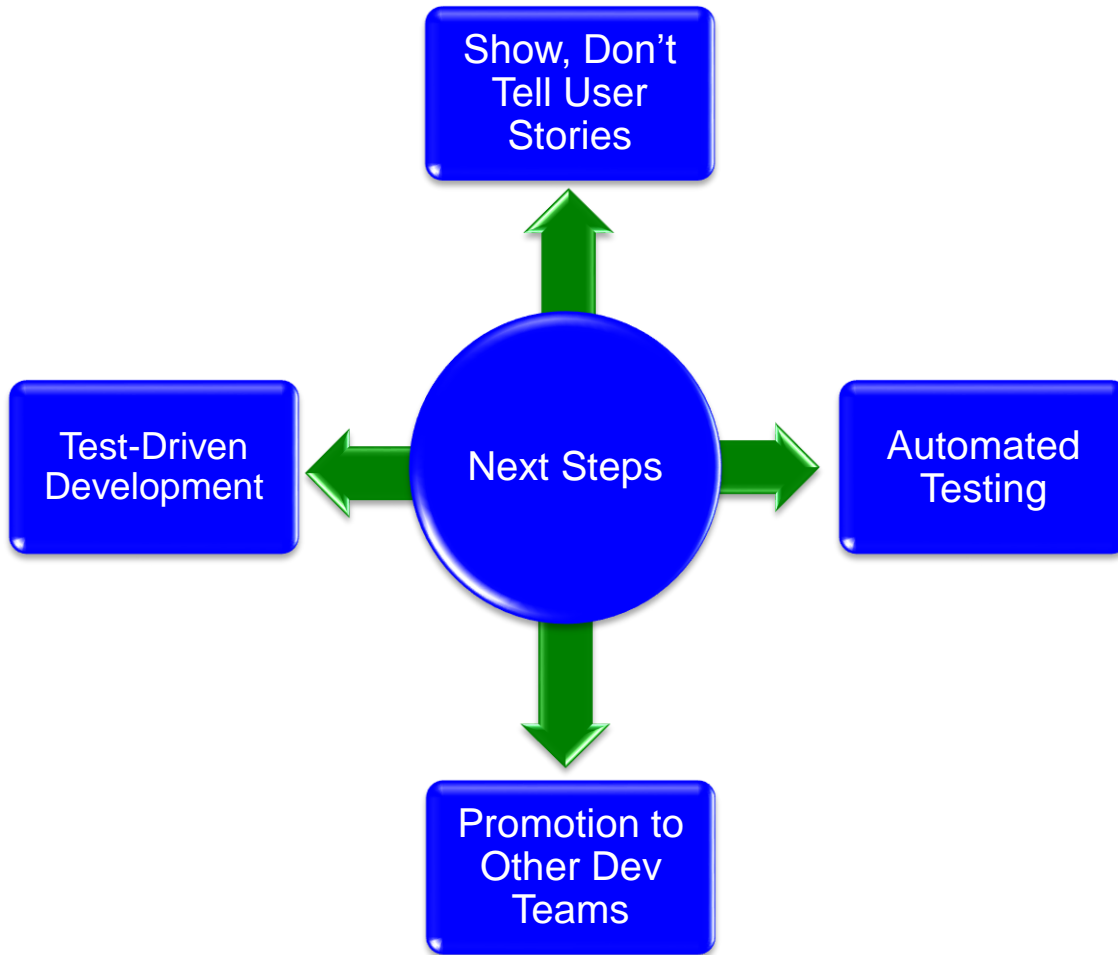 Show, Don’t
Tell User
Stories
Test-Driven
Development
Next Steps
Automated
Testing
Promotion to
Other Dev
Teams